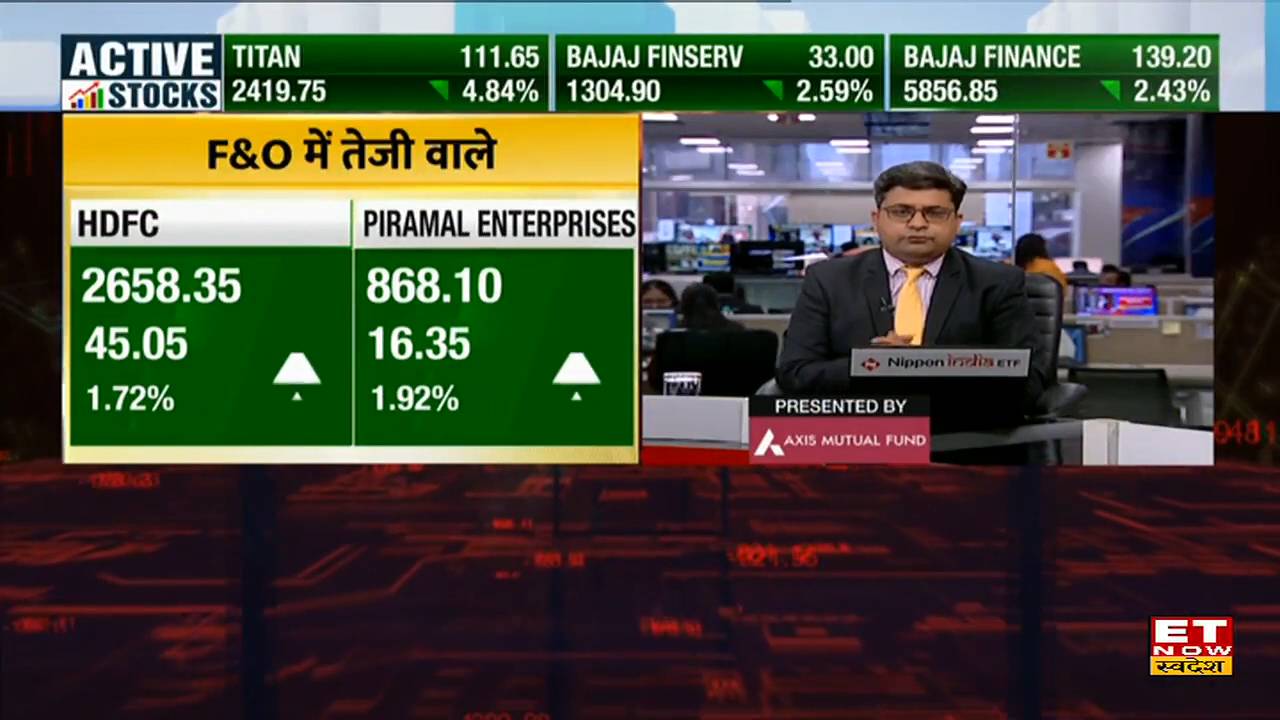 ACTIVE
STOCKS
TITAN 111.65
2419.75 4.84%
BAJAJ FINSERV 33.00
1304.90 2.59%
BAJAJ FINANCE 139.20
5856.85 2.43%
F&O में तेजी वाले
HDFC
2658.35
45.05
1.72%
PIRAMAL ENTERPRISES
868.10
16.35
1.92%
Nippon india ETF
PRESENTED BY
AXIS MUTUAL FUND
ET
NOW
स्वदेश